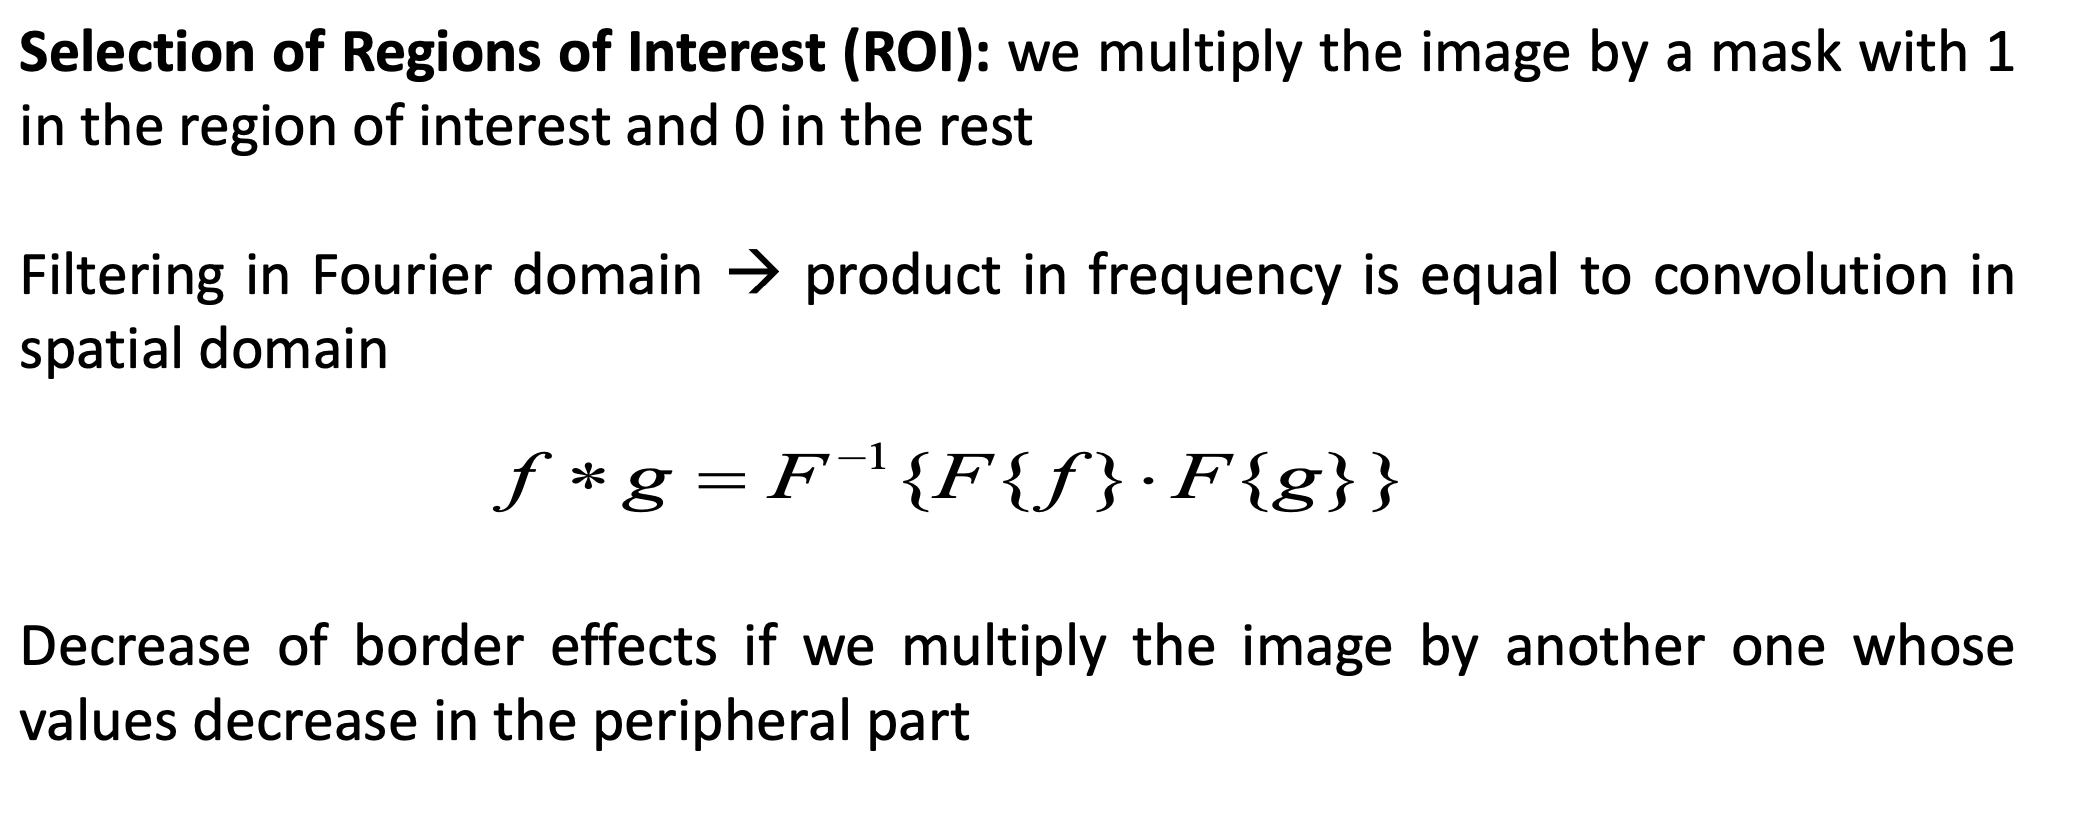 Selection of Regions of Interest (ROI): we multiply the image by a mask with 1
in the region of interest and 0 in the rest
Filtering in Fourier domain → product in frequency is equal to convolution in
spatial domain
f * g = F⁻¹{F{f}·F{g}}
Decrease of border effects if we multiply the image by another one whose
values decrease in the peripheral part